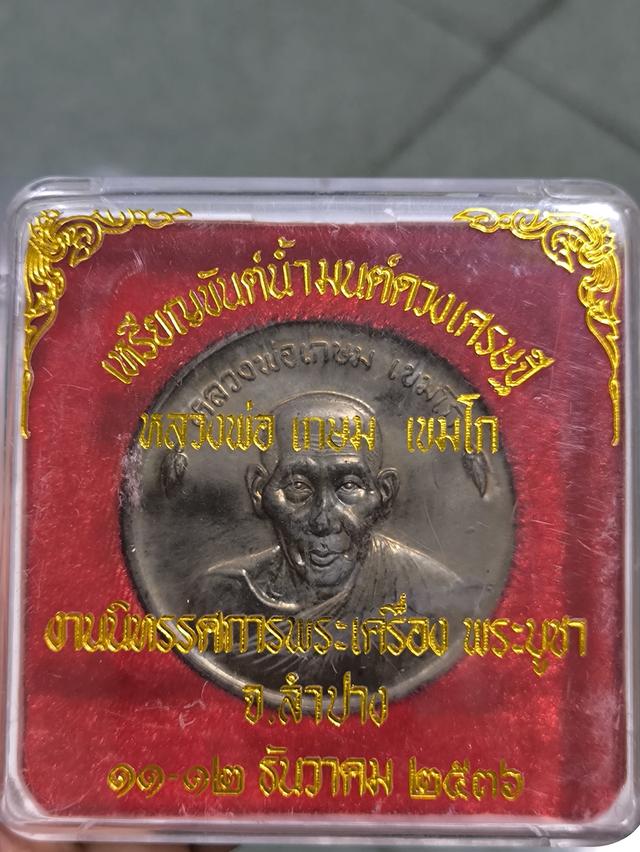 เหรียญขันต์น้ำมนต์ดวงเศรษฐี
หลวงพ่อเกษม เขมโก
หลวงพ่อ เกษม เขมโก
งานนิทรรศการพระเครื่อง พระบูชา
จ.ลำปาง
๑๑-๑๒ ธันวาคม ๒๕๓๖